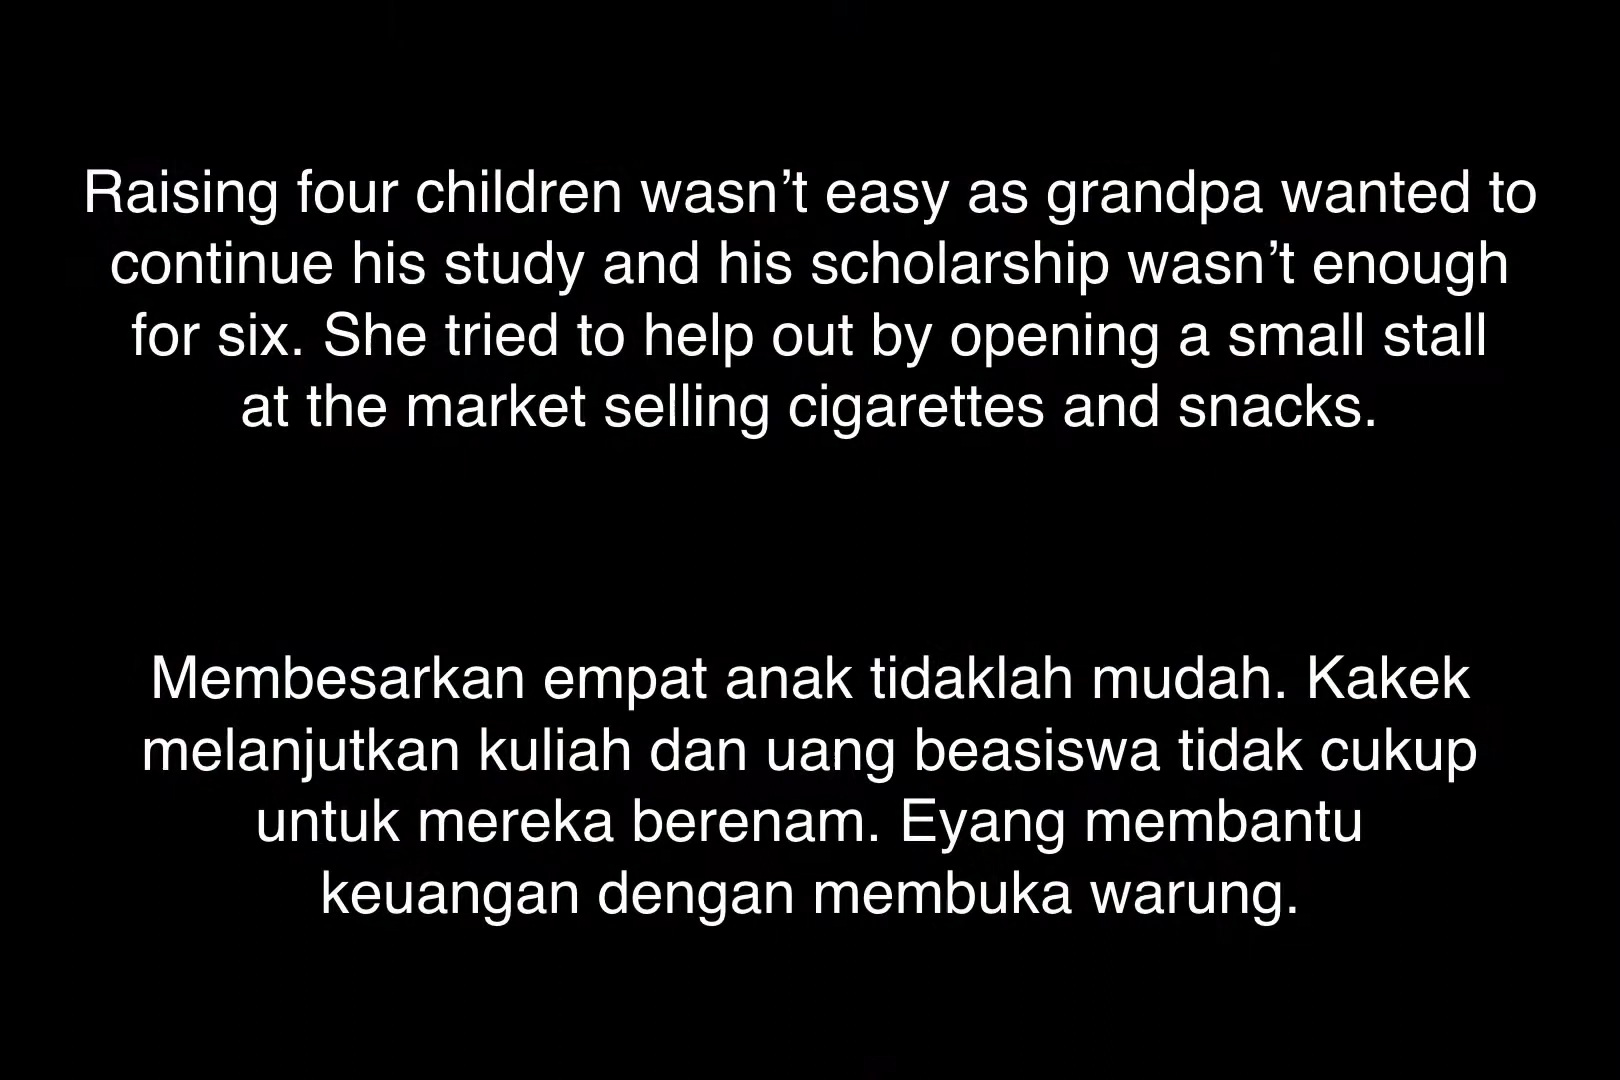 Raising four children wasn’t easy as grandpa wanted to
continue his study and his scholarship wasn’t enough
for six. She tried to help out by opening a small stall
at the market selling cigarettes and snacks.
Membesarkan empat anak tidaklah mudah. Kakek
melanjutkan kuliah dan uang beasiswa tidak cukup
untuk mereka berenam. Eyang membantu
keuangan dengan membuka warung.